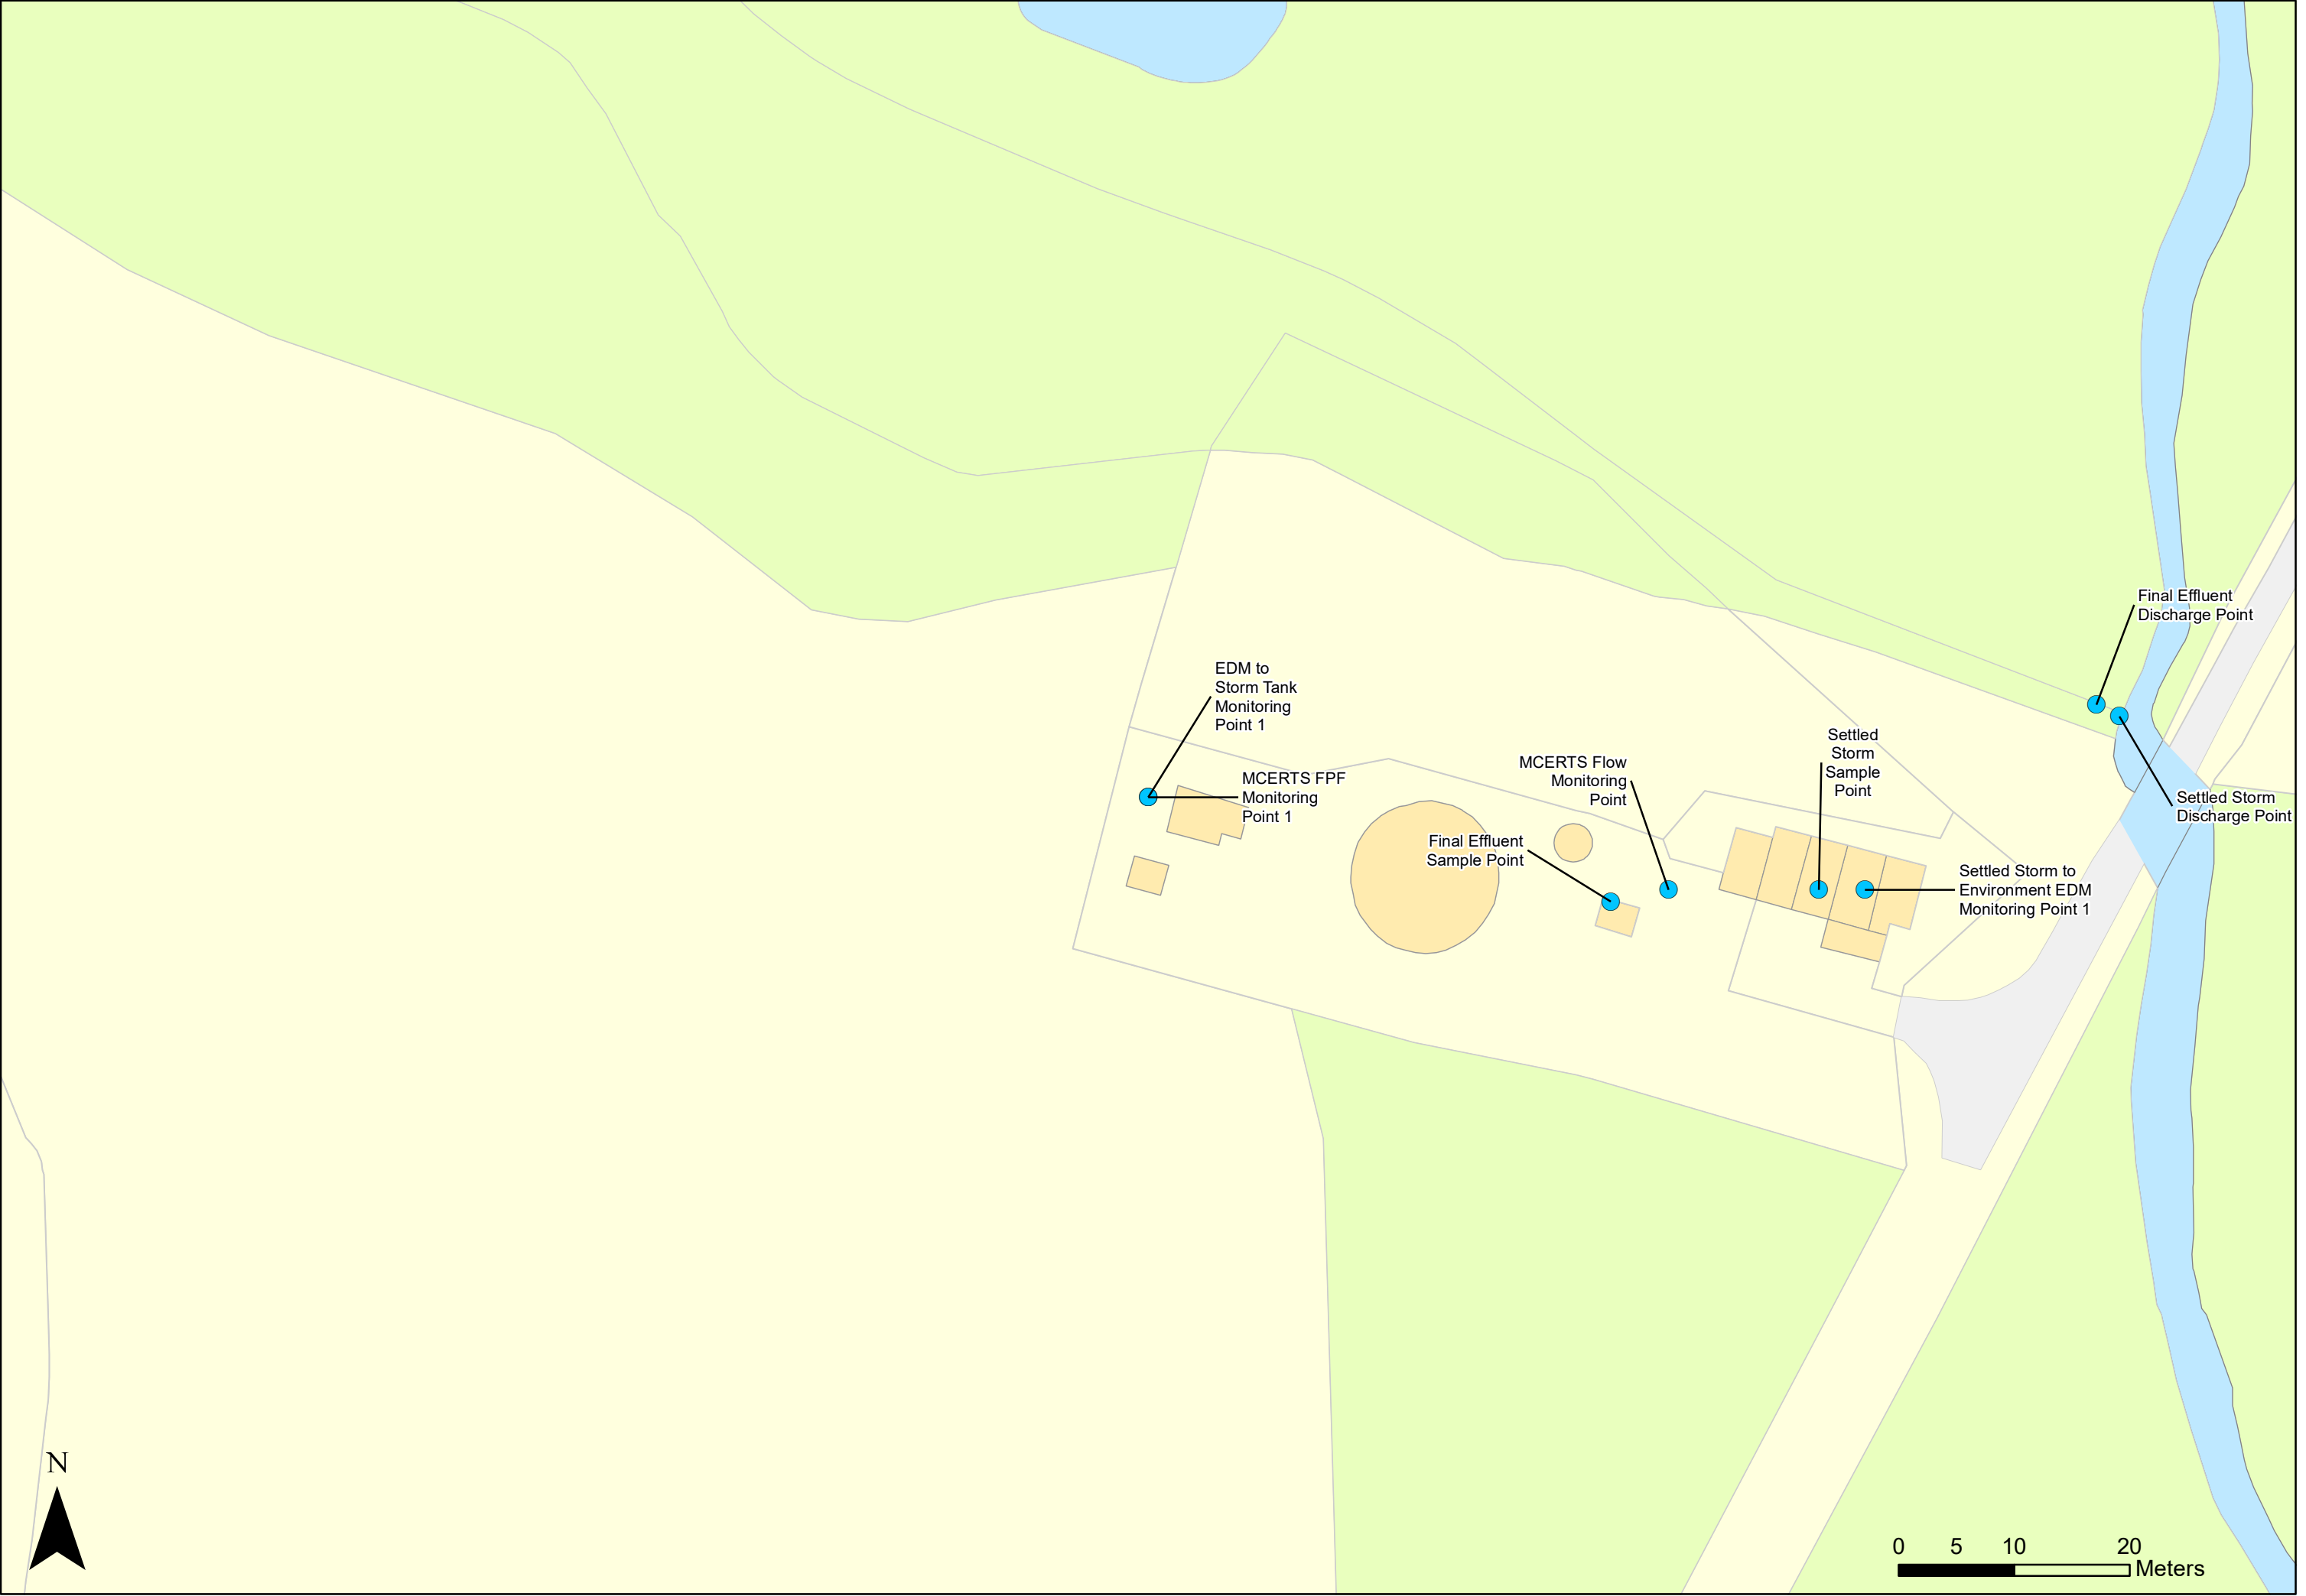 Final Effluent
Discharge Point
EDM to
Storm Tank
Monitoring
Point 1
Settled
Storm
Sample
Point
MCERTS Flow
Monitoring
Point
MCERTS FPF
Monitoring
Point 1
Settled Storm
Discharge Point
Final Effluent
Sample Point
Settled Storm to
Environment EDM
Monitoring Point 1
N
0 5 10 20
Meters